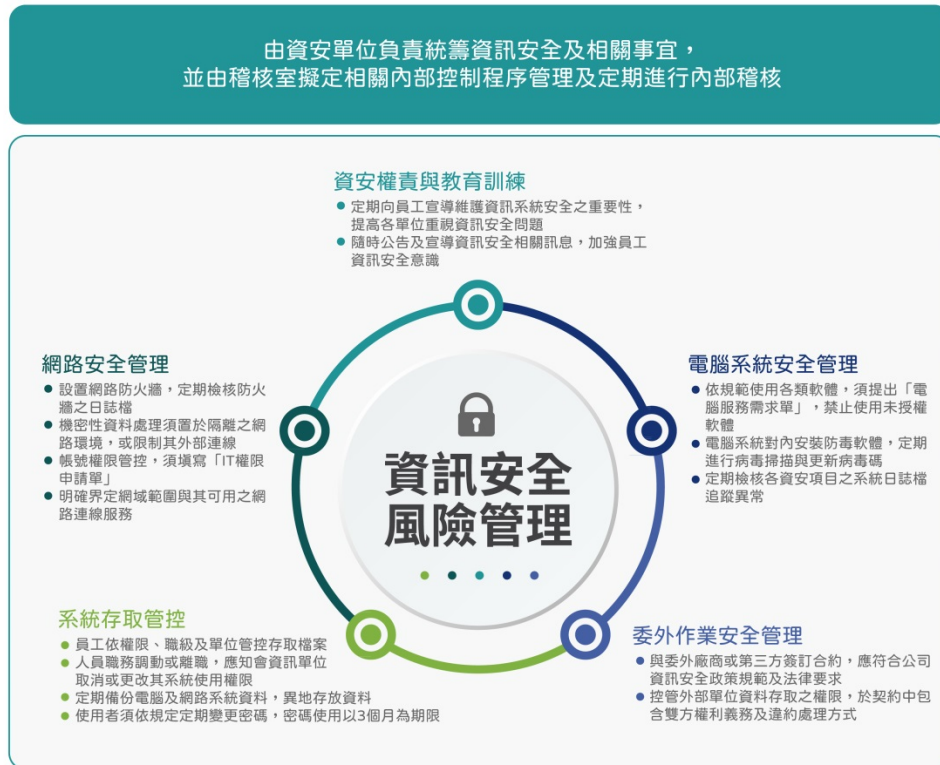 由資安單位負責統籌資訊安全及相關事宜，
並由稽核室擬定相關內部控制程序管理及定期進行內部稽核
資安權責與教育訓練
● 定期向員工宣導維護資訊系統安全之重要性，
提高各單位重視資訊安全問題
● 隨時公告及宣導資訊安全相關訊息，加強員工
資訊安全意識
網路安全管理
● 設置網路防火牆，定期檢核防火
牆之日誌檔
● 機密性資料處理須置於隔離之網
路環境，或限制其外部連線
● 帳號權限管控，須填寫「IT權限
申請單」
● 明確界定網域範圍與其可用之網
路連線服務
電腦系統安全管理
● 依規範使用各類軟體，須提出「電
腦服務需求單」，禁止使用未授權
軟體
● 電腦系統對內安裝防毒軟體，定期
進行病毒掃描與更新病毒碼
● 定期檢核各資安項目之系統日誌檔
追蹤異常
資訊安全
風險管理
系統存取管控
● 員工依權限、職級及單位管控存取檔案
● 人員職務調動或離職，應知會資訊單位
取消或更改其系統使用權限
● 定期備份電腦及網路系統資料，異地存放資料
● 使用者須依規定定期變更密碼，密碼使用以3個月為期限
委外作業安全管理
● 與委外廠商或第三方簽訂合約，應符合公司
資訊安全政策規範及法律要求
● 控管外部單位資料存取之權限，於契約中包
含雙方權利義務及違約處理方式